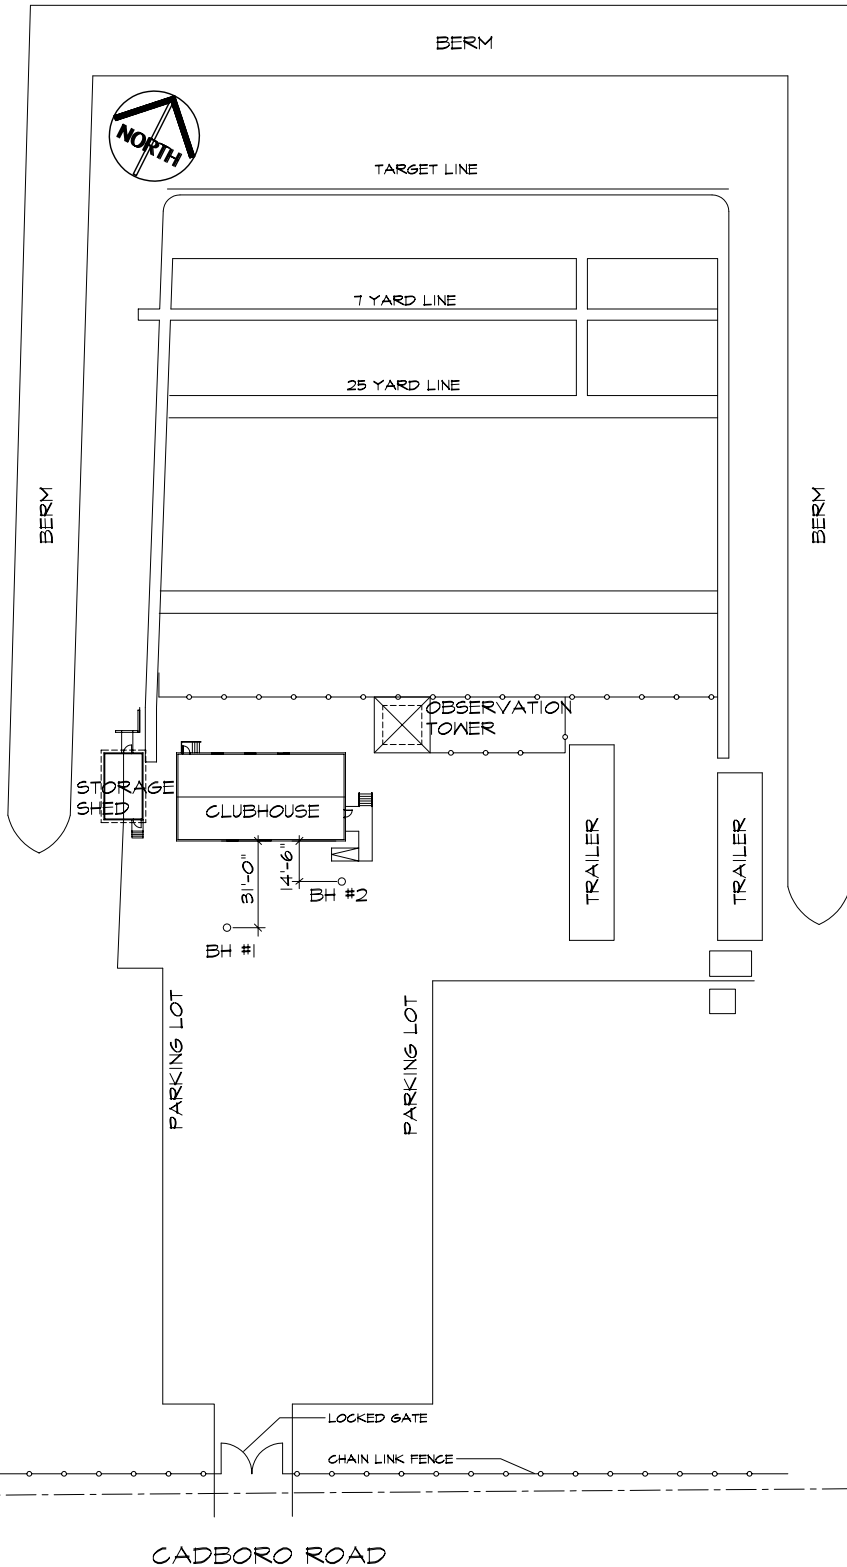 BERM
NORTH
TARGET LINE
7 YARD LINE
25 YARD LINE
BERM
BERM
OBSERVATION
TOWER
STORAGE
SHED
CLUBHOUSE
TRAILER
TRAILER
31'-0"
14'-6"
BH #2
BH #1
PARKING LOT
PARKING LOT
LOCKED GATE
CHAIN LINK FENCE
CADBORO ROAD